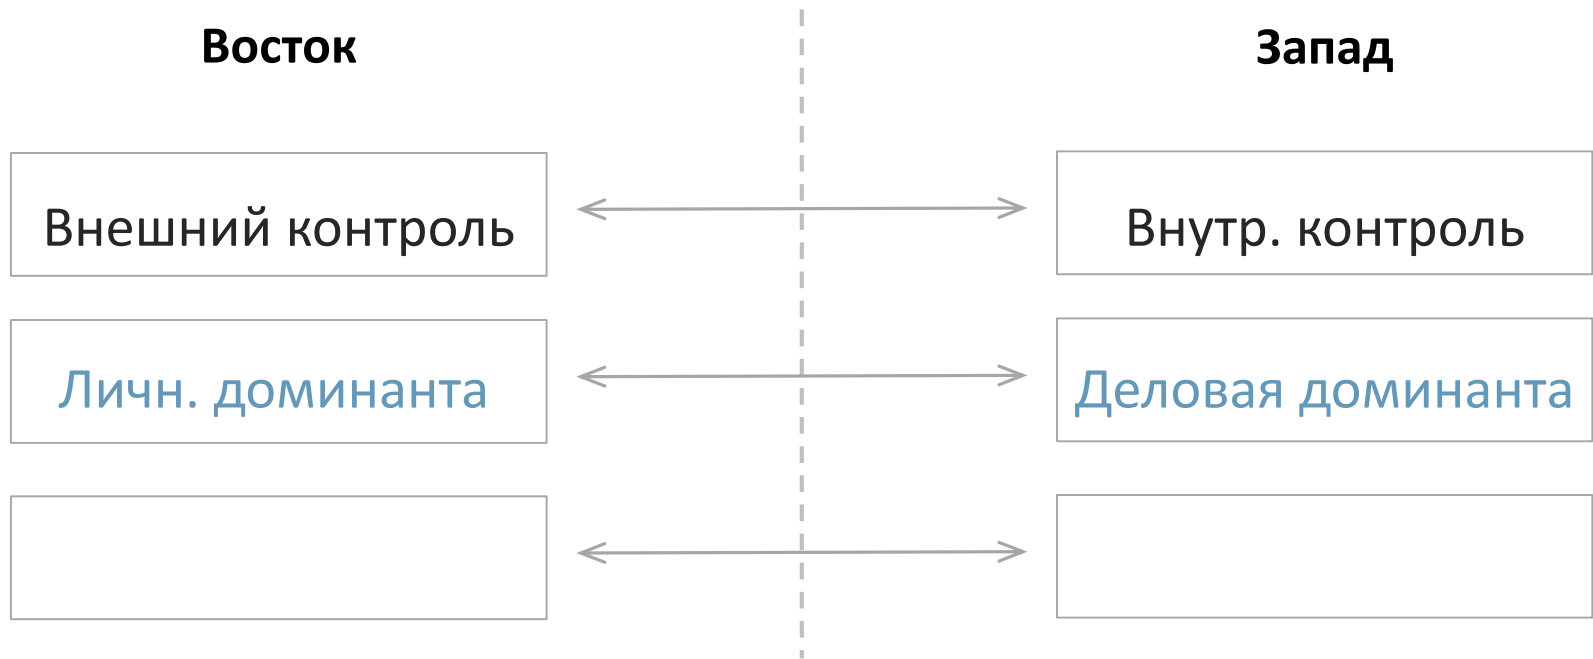 Восток
Запад
Внешний контроль
Внутр. контроль
Личн. доминанта
Деловая доминанта